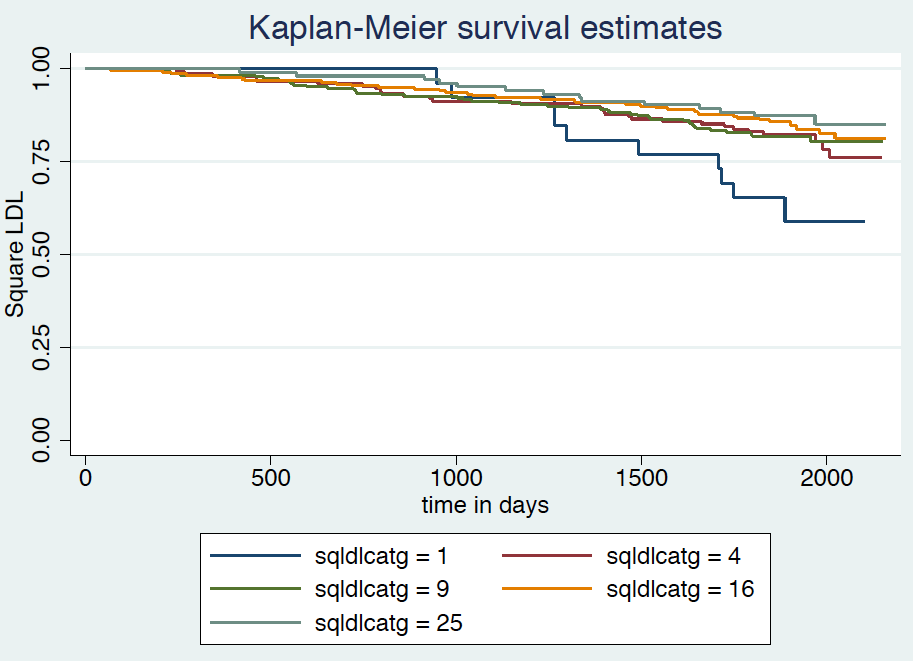 Kaplan-Meier survival estimates
Square LDL
1.00
0.75
0.50
0.25
0.00
0 500 1000 1500 2000
time in days
sqldlcatg = 1 sqldlcatg = 4
sqldlcatg = 9 sqldlcatg = 16
sqldlcatg = 25